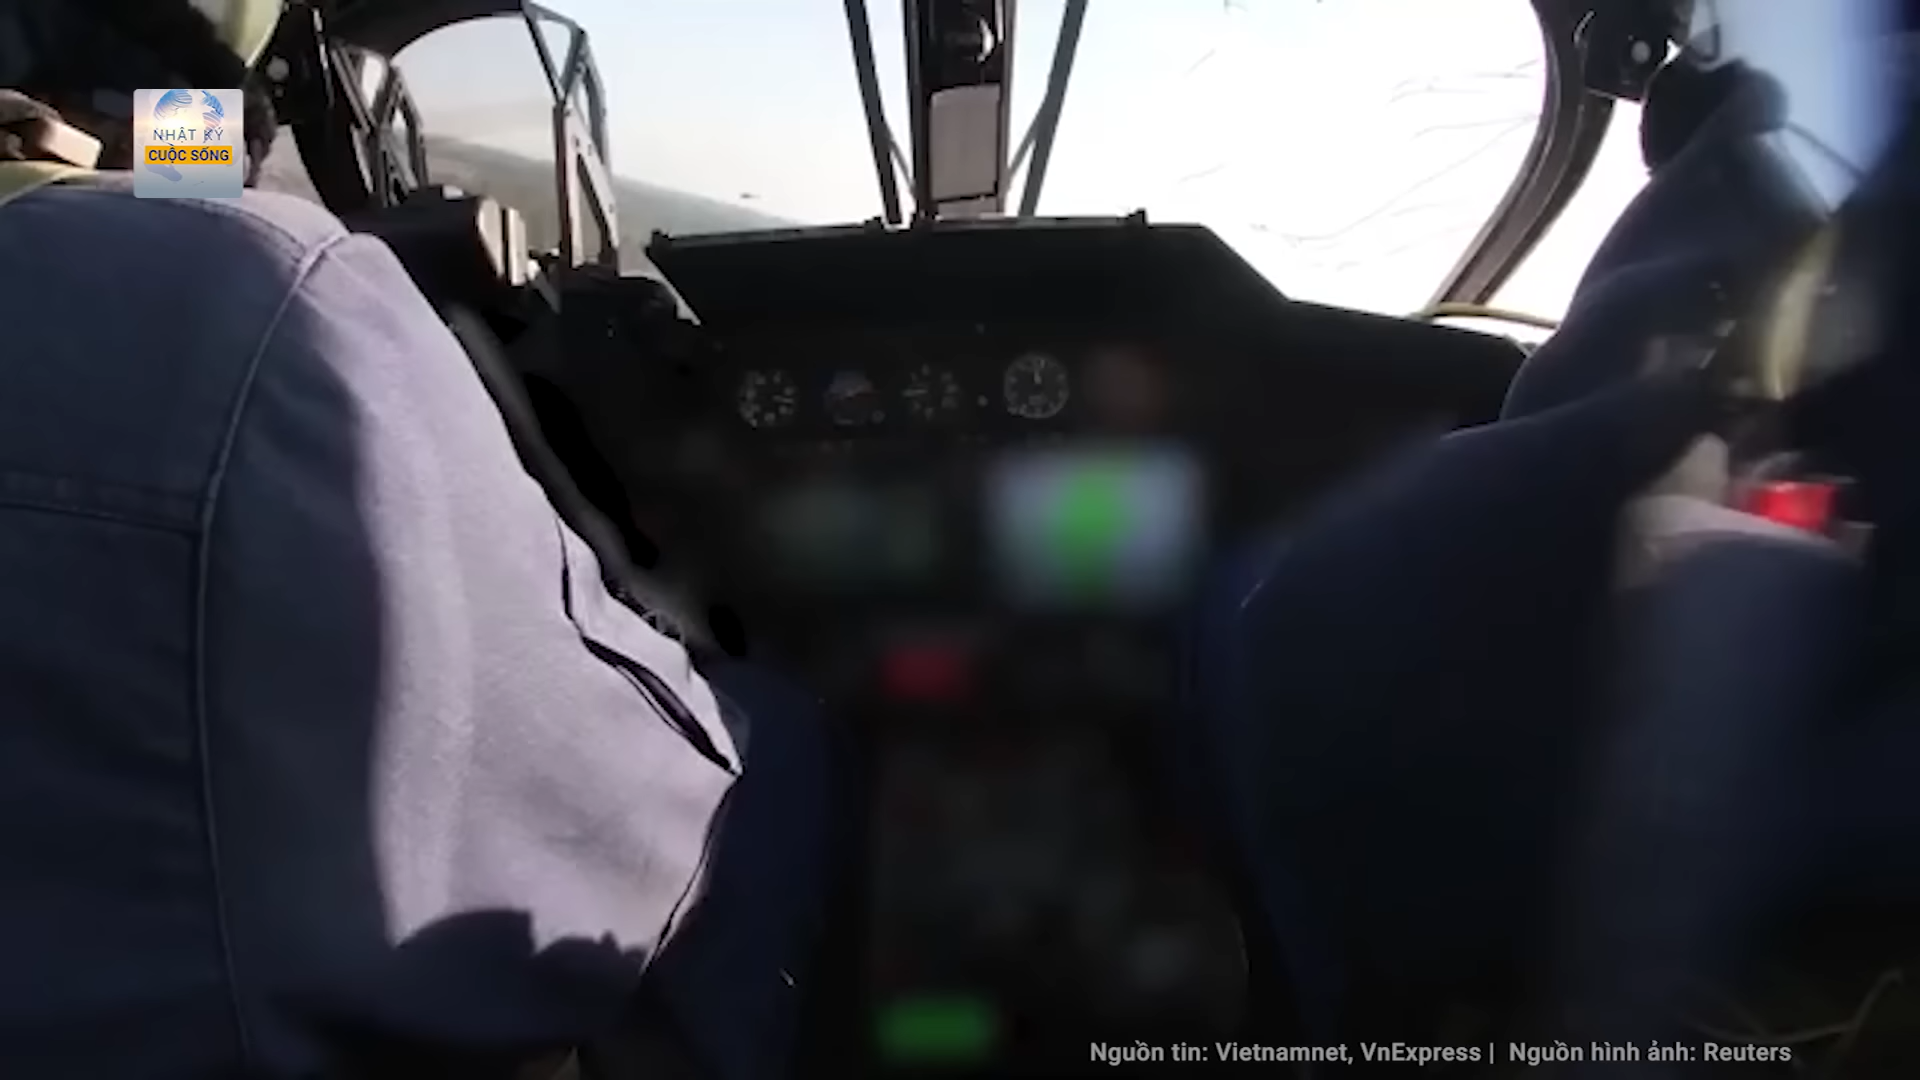 NHẬT KÝ
CUỘC SỐNG
Nguồn tin: Vietnamnet, VnExpress | Nguồn hình ảnh: Reuters